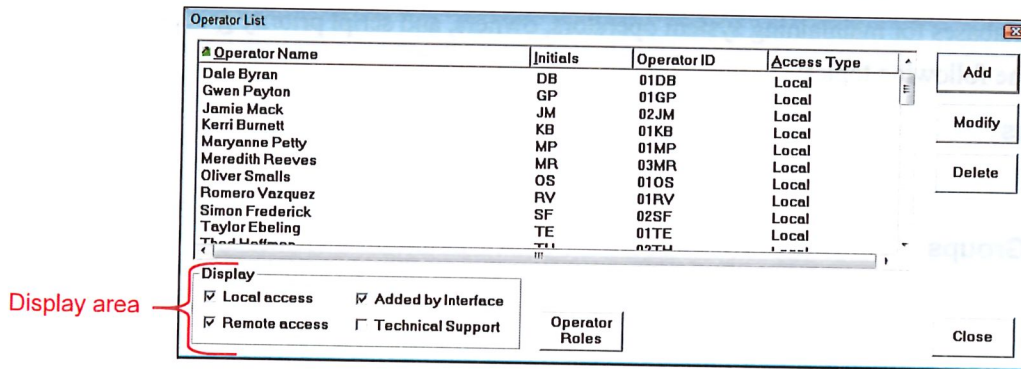 Operator List
Operator Name Initials Operator ID Access Type
Dale Byran DB 01DB Local
Gwen Payton GP 01GP Local
Jamie Mack JM 02JM Local
Kerri Burnett KB 01KB Local
Maryanne Petty MP 01MP Local
Meredith Reeves MR 03MR Local
Oliver Smalls OS 01OS Local
Romero Vazquez RV 01RV Local
Simon Frederick SF 02SF Local
Taylor Ebeling TE 01TE Local
Add
Modify
Delete
Display area
Display
Local access Added by Interface
Remote access Technical Support
Operator Roles
Close